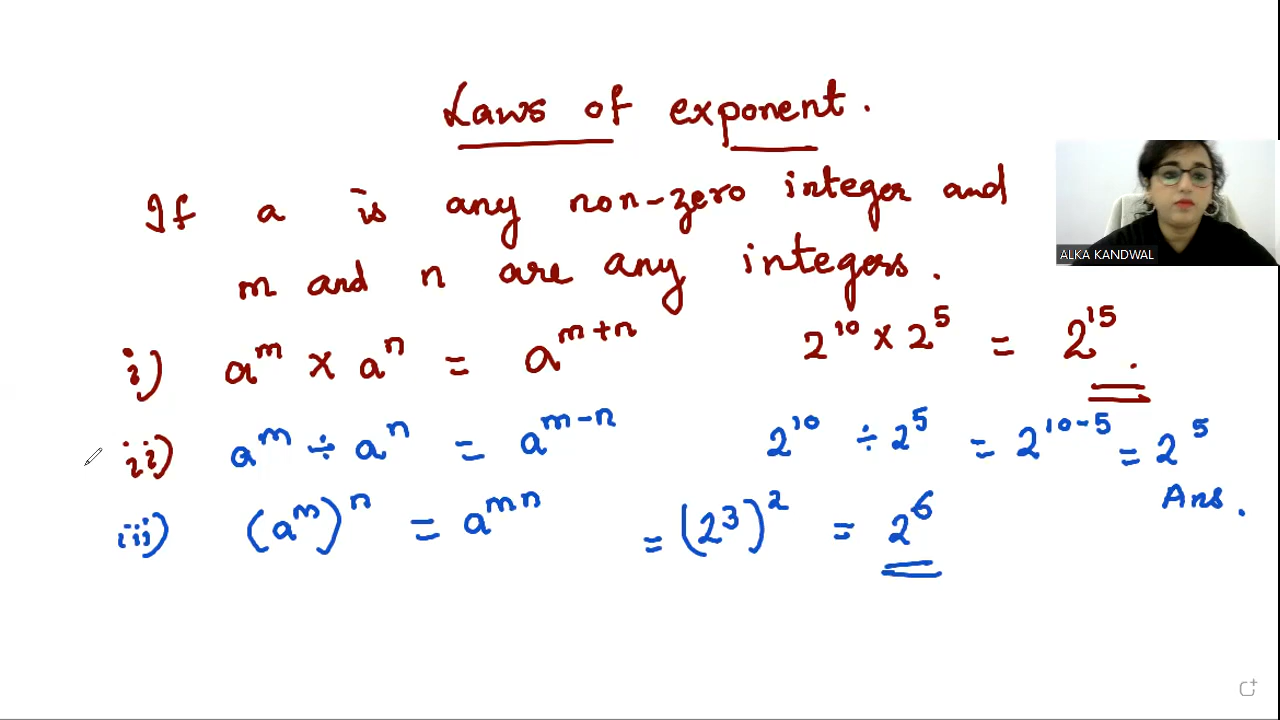 Laws of exponent.
If a is any non-zero integer and
ALKA KANDWAL
m and n are any integers.
i) a^m × a^n = a^(m+n) 2^10 × 2^5 = 2^15.
ii) a^m ÷ a^n = a^(m-n) 2^10 ÷ 2^5 = 2^(10-5) = 2^5
Ans.
iii) (a^m)^n = a^(mn) = (2^3)^2 = 2^6